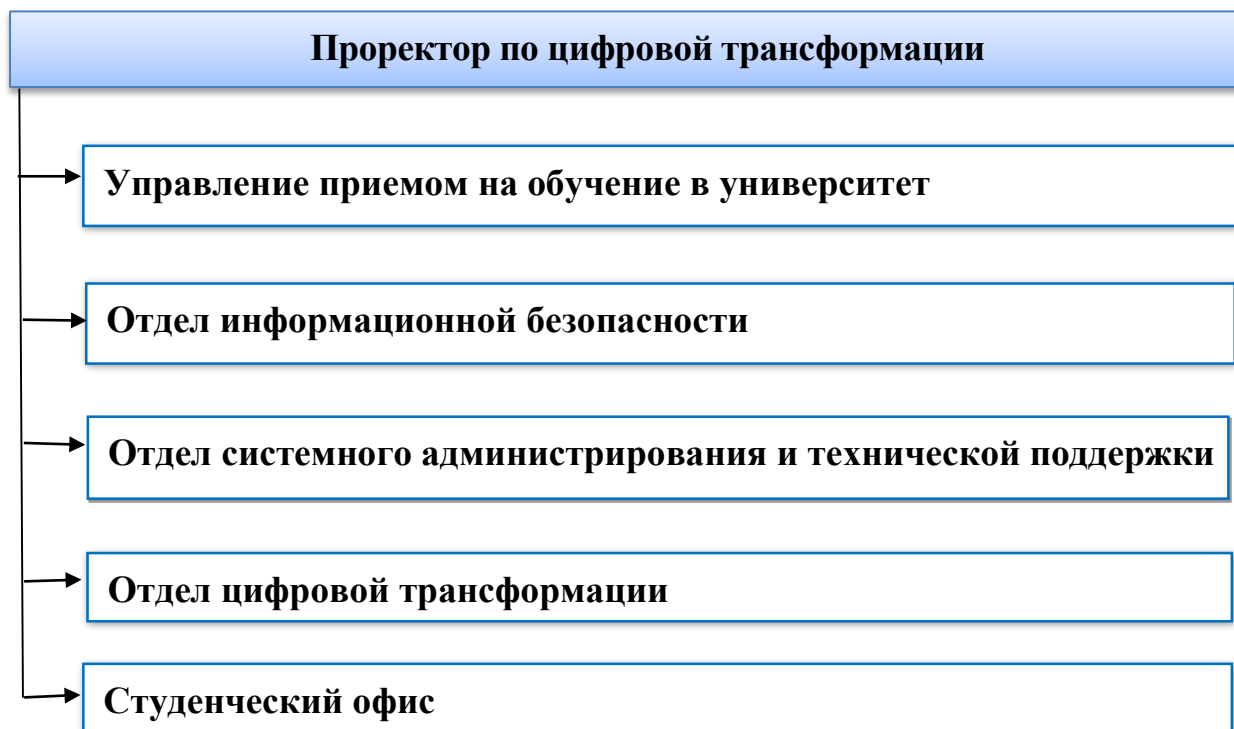 Проректор по цифровой трансформации
Управление приемом на обучение в университет
Отдел информационной безопасности
Отдел системного администрирования и технической поддержки
Отдел цифровой трансформации
Студенческий офис